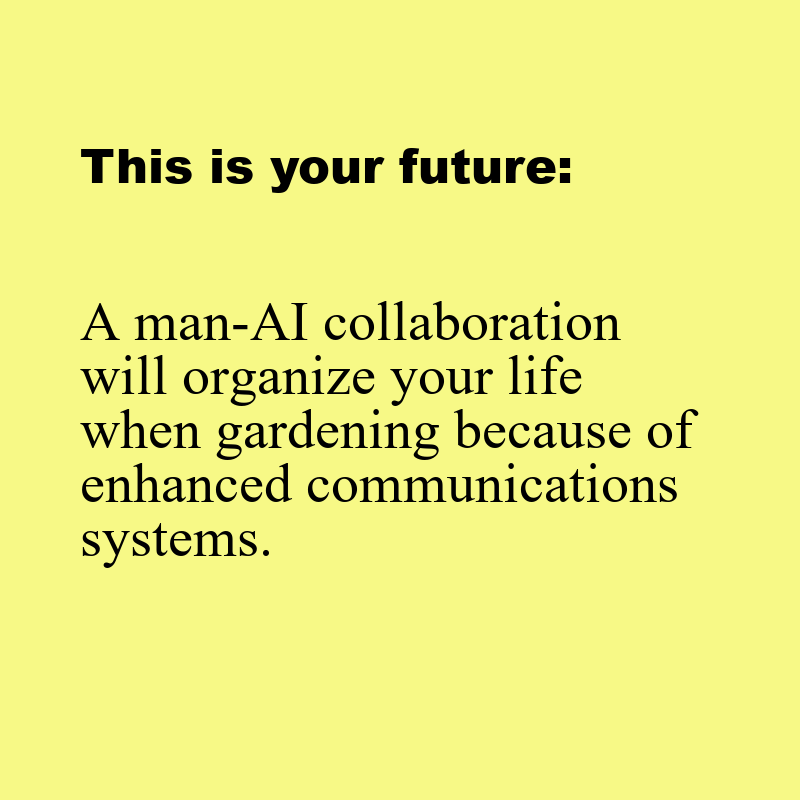 This is your future:
A man-AI collaboration
will organize your life
when gardening because of
enhanced communications
systems.